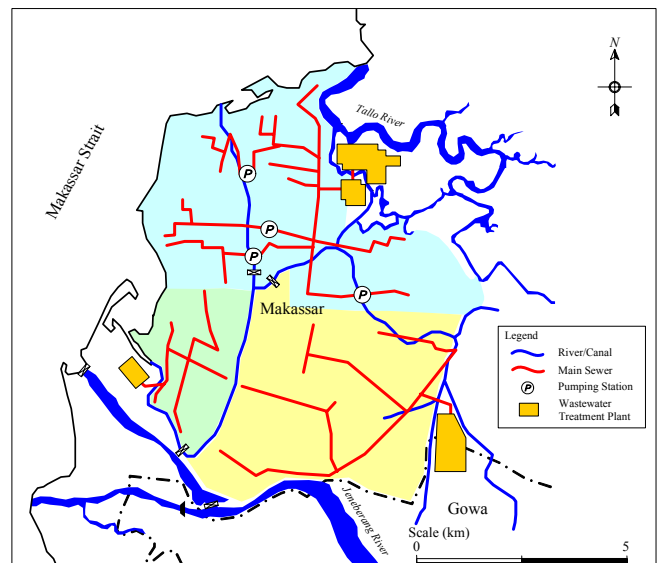 N
Tallo River
Makassar Strait
P
P
P
P
Makassar
Legend
River/Canal
Main Sewer
P
Pumping Station
Wastewater
Treatment Plant
Jeneberang River
Gowa
Scale (km)
0
5